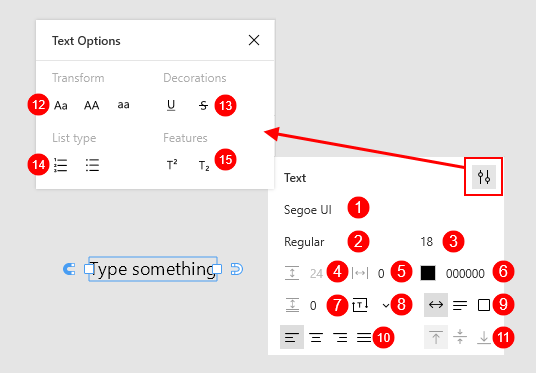 Text Options
Transform Decorations
12 Aa AA aa U S 13
List type Features
14 T² T₂ 15
Text
Segoe UI 1
Regular 2 18 3
24 4 0 5 000000 6
Type something
0 7 T 8 9
10 11